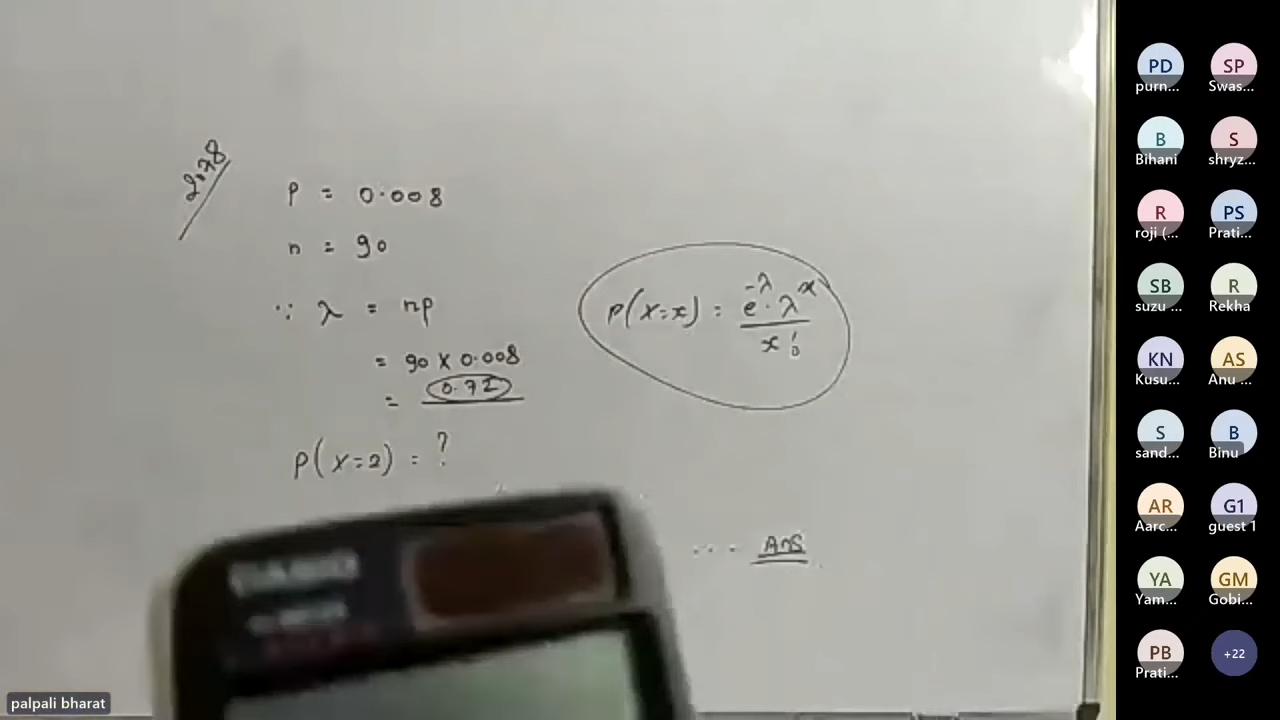 2078
P = 0.008
n = 90
∵ λ = np
= 90 × 0.008
= 0.72
P(X=2) = ?
P(X=x) = e^-λ · λ^x / x!
... Ans
CASIO
palpali bharat
PD
purn...
SP
Swas...
B
Bihani
S
shryz...
R
roji (...
PS
Prati...
SB
suzu ...
R
Rekha
KN
Kusu...
AS
Anu ...
S
sand...
B
Binu
AR
Aarc...
G1
guest 1
YA
Yam...
GM
Gobi...
PB
Prati...
+22